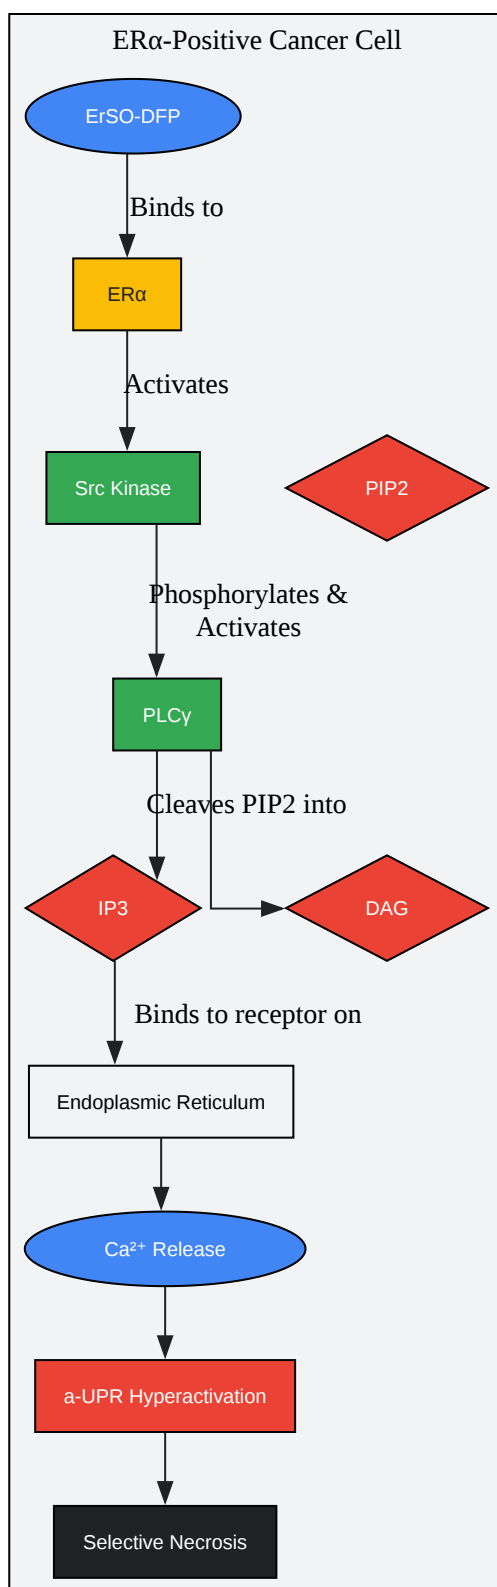 ERα-Positive Cancer Cell
ErSO-DFP
Binds to
ERα
Activates
Src Kinase
PIP2
Phosphorylates &
Activates
PLCγ
Cleaves PIP2 into
IP3
DAG
Binds to receptor on
Endoplasmic Reticulum
Ca²⁺ Release
a-UPR Hyperactivation
Selective Necrosis